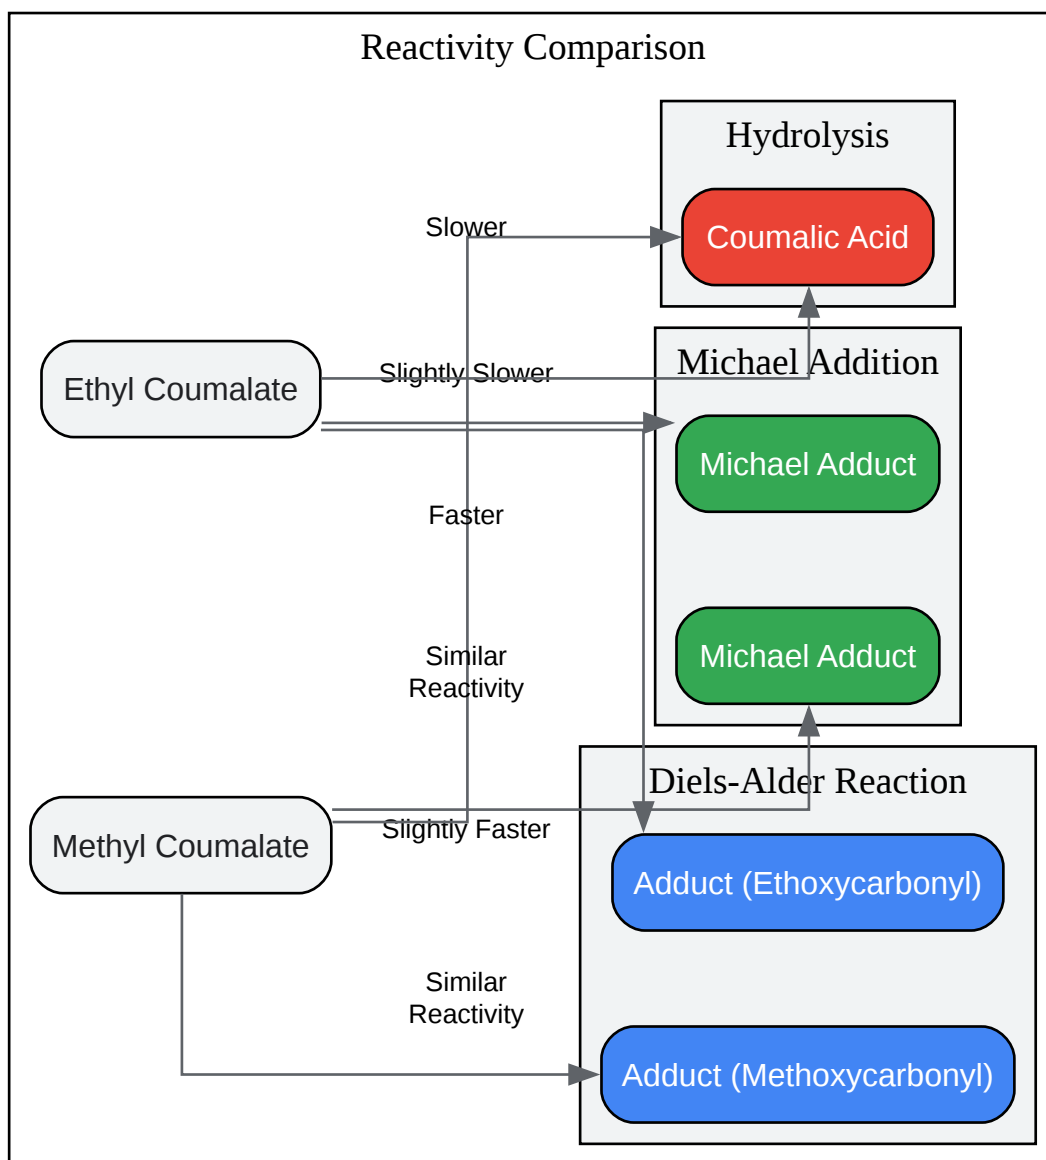 Reactivity Comparison
Hydrolysis
Slower
Coumalic Acid
Ethyl Coumalate
Slightly Slower
Michael Addition
Michael Adduct
Faster
Similar
Reactivity
Michael Adduct
Diels-Alder Reaction
Methyl Coumalate
Slightly Faster
Adduct (Ethoxycarbonyl)
Similar
Reactivity
Adduct (Methoxycarbonyl)